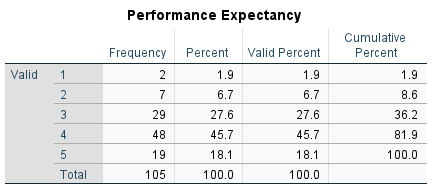 Performance Expectancy
Frequency Percent Valid Percent Cumulative Percent
Valid 1 2 1.9 1.9 1.9
2 7 6.7 6.7 8.6
3 29 27.6 27.6 36.2
4 48 45.7 45.7 81.9
5 19 18.1 18.1 100.0
Total 105 100.0 100.0